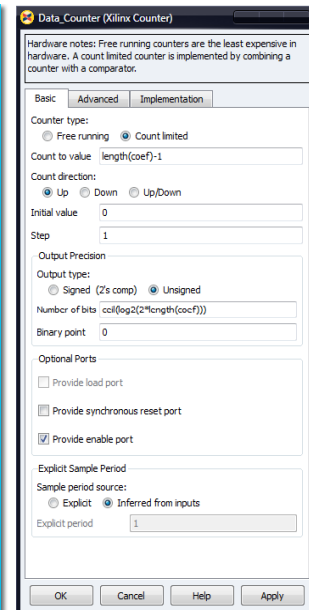 Data_Counter (Xilinx Counter)
Hardware notes: Free running counters are the least expensive in
hardware. A count limited counter is implemented by combining a
counter with a comparator.
Basic Advanced Implementation
Counter type:
Free running Count limited
Count to value length(coef)-1
Count direction:
Up Down Up/Down
Initial value 0
Step 1
Output Precision
Output type:
Signed (2's comp) Unsigned
Number of bits ceil(log2(2*length(coef)))
Binary point 0
Optional Ports
Provide load port
Provide synchronous reset port
Provide enable port
Explicit Sample Period
Sample period source:
Explicit Inferred from inputs
Explicit period 1
OK Cancel Help Apply